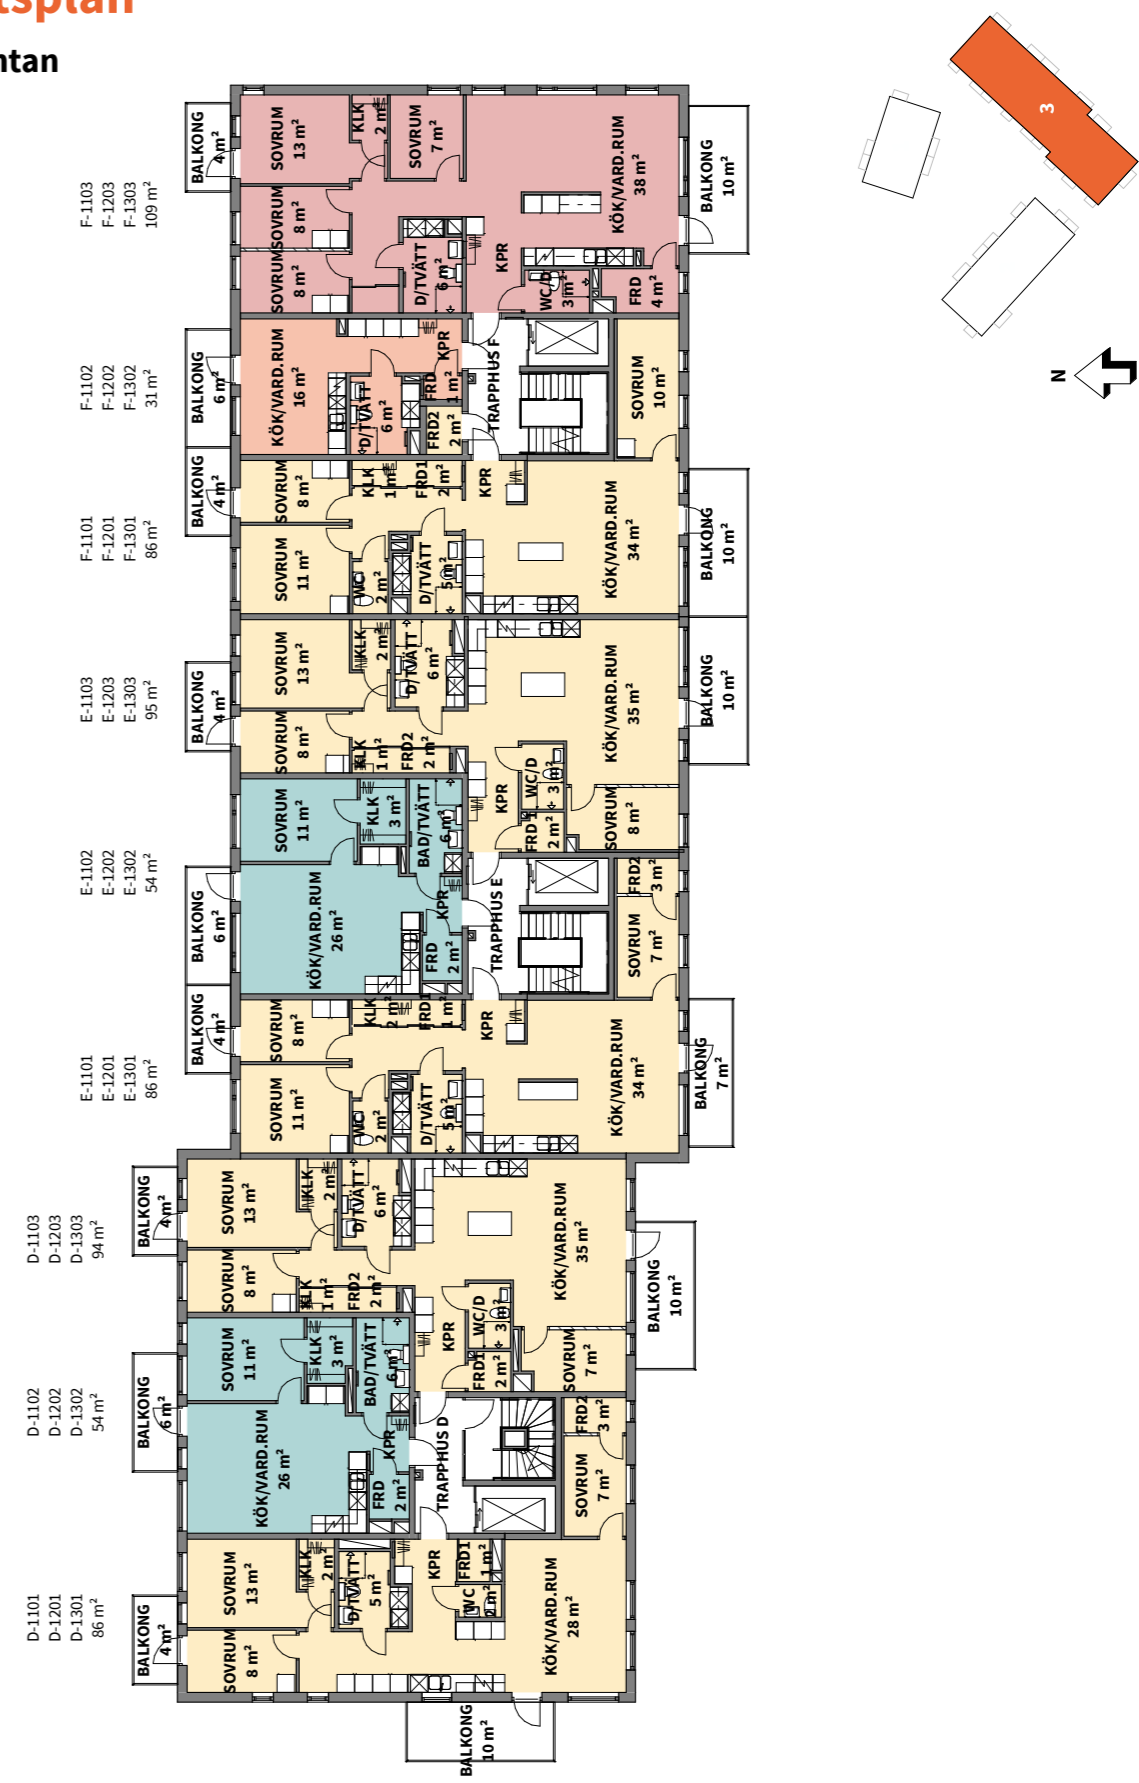 tsplan
ntan
3
N
F-1103
F-1203
F-1303
109 m²
BALKONG
4 m²
SOVRUM
13 m²
KLK
2 m²
SOVRUM
7 m²
KÖK/VARD.RUM
38 m²
BALKONG
10 m²
SOVRUM
8 m²
SOVRUM
8 m²
D/TVÄTT
6 m²
KPR
WC/D
3 m²
FRD
4 m²
F-1102
F-1202
F-1302
31 m²
BALKONG
6 m²
KÖK/VARD.RUM
16 m²
D/TVÄTT
6 m²
KPR
FRD
1 m²
FRD2
2 m²
TRAPPHUS F
SOVRUM
10 m²
F-1101
F-1201
F-1301
86 m²
BALKONG
4 m²
SOVRUM
8 m²
KLK
1 m²
FRD1
2 m²
KPR
SOVRUM
11 m²
WC
2 m²
D/TVÄTT
5 m²
KÖK/VARD.RUM
34 m²
BALKONG
10 m²
E-1103
E-1203
E-1303
95 m²
BALKONG
4 m²
SOVRUM
13 m²
KLK
2 m²
D/TVÄTT
6 m²
KÖK/VARD.RUM
35 m²
BALKONG
10 m²
SOVRUM
8 m²
KLK
1 m²
FRD2
2 m²
KPR
WC/D
3 m²
FRD1
2 m²
SOVRUM
8 m²
E-1102
E-1202
E-1302
54 m²
BALKONG
6 m²
SOVRUM
11 m²
KLK
3 m²
BAD/TVÄTT
6 m²
KÖK/VARD.RUM
26 m²
KPR
FRD
2 m²
TRAPPHUS E
FRD2
3 m²
SOVRUM
7 m²
E-1101
E-1201
E-1301
86 m²
BALKONG
4 m²
SOVRUM
8 m²
KLK
2 m²
FRD1
1 m²
KPR
SOVRUM
11 m²
WC
2 m²
D/TVÄTT
5 m²
KÖK/VARD.RUM
34 m²
BALKONG
7 m²
D-1103
D-1203
D-1303
94 m²
BALKONG
4 m²
SOVRUM
13 m²
KLK
2 m²
D/TVÄTT
6 m²
KÖK/VARD.RUM
35 m²
BALKONG
10 m²
SOVRUM
8 m²
KLK
1 m²
FRD2
2 m²
KPR
WC/D
3 m²
FRD1
2 m²
SOVRUM
7 m²
D-1102
D-1202
D-1302
54 m²
BALKONG
6 m²
SOVRUM
11 m²
KLK
3 m²
BAD/TVÄTT
6 m²
KÖK/VARD.RUM
26 m²
KPR
FRD
2 m²
TRAPPHUS D
FRD2
3 m²
SOVRUM
7 m²
D-1101
D-1201
D-1301
86 m²
BALKONG
4 m²
SOVRUM
13 m²
KLK
2 m²
D/TVÄTT
5 m²
KPR
FRD1
1 m²
WC
2 m²
SOVRUM
8 m²
KÖK/VARD.RUM
28 m²
BALKONG
10 m²